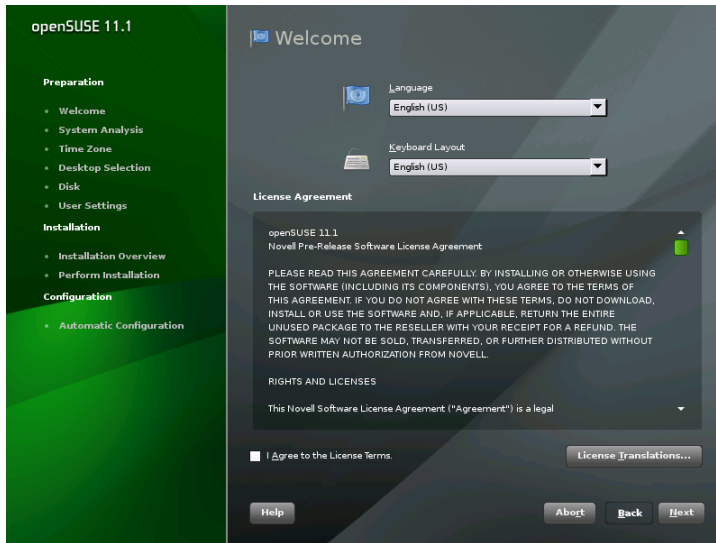 openSUSE 11.1
Preparation
Welcome
System Analysis
Time Zone
Desktop Selection
Disk
User Settings
Installation
Installation Overview
Perform Installation
Configuration
Automatic Configuration
Welcome
Language
English (US)
Keyboard Layout
English (US)
License Agreement
openSUSE 11.1
Novell Pre-Release Software License Agreement
PLEASE READ THIS AGREEMENT CAREFULLY. BY INSTALLING OR OTHERWISE USING
THE SOFTWARE (INCLUDING ITS COMPONENTS), YOU AGREE TO THE TERMS OF
THIS AGREEMENT. IF YOU DO NOT AGREE WITH THESE TERMS, DO NOT DOWNLOAD,
INSTALL OR USE THE SOFTWARE AND, IF APPLICABLE, RETURN THE ENTIRE
UNUSED PACKAGE TO THE RESELLER WITH YOUR RECEIPT FOR A REFUND. THE
SOFTWARE MAY NOT BE SOLD, TRANSFERRED, OR FURTHER DISTRIBUTED WITHOUT
PRIOR WRITTEN AUTHORIZATION FROM NOVELL.
RIGHTS AND LICENSES
This Novell Software License Agreement ("Agreement") is a legal
I Agree to the License Terms.
License Translations...
Help
Abort
Back
Next